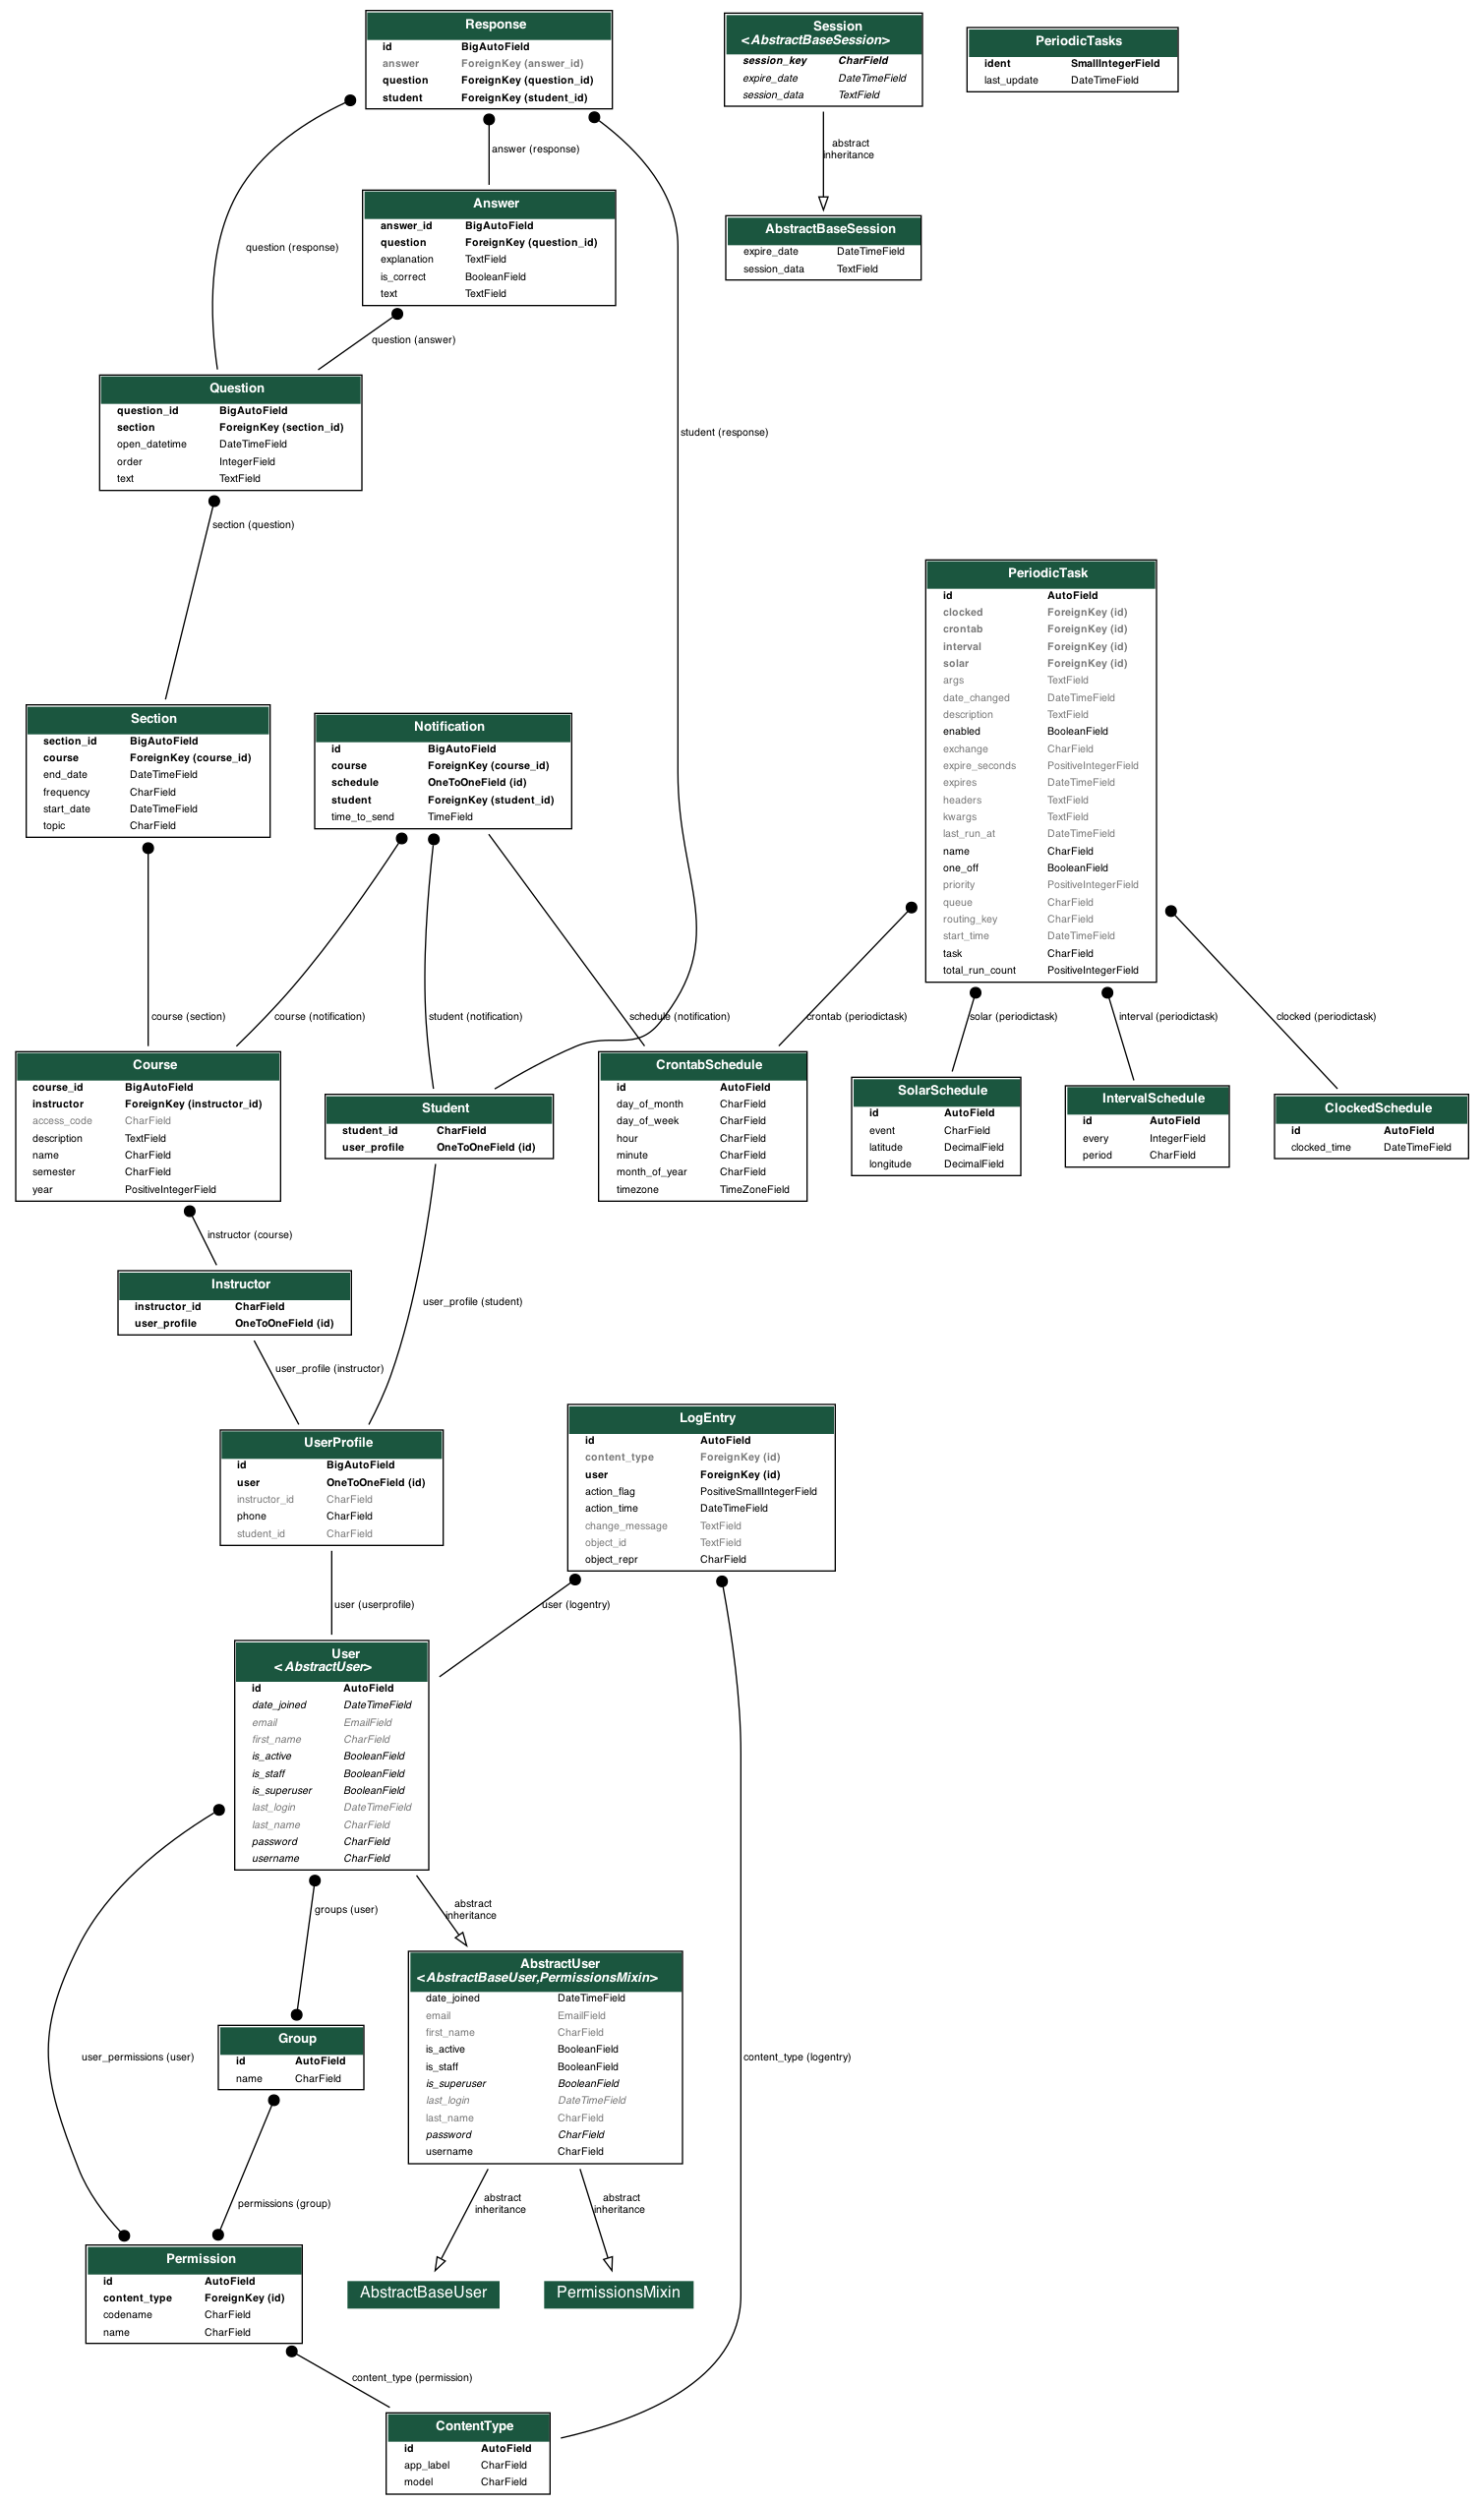 Response
id BigAutoField
answer ForeignKey (answer_id)
question ForeignKey (question_id)
student ForeignKey (student_id)
Session
<AbstractBaseSession>
session_key CharField
expire_date DateTimeField
session_data TextField
PeriodicTasks
ident SmallIntegerField
last_update DateTimeField
answer (response)
abstract
inheritance
question (response)
Answer
answer_id BigAutoField
question ForeignKey (question_id)
explanation TextField
is_correct BooleanField
text TextField
AbstractBaseSession
expire_date DateTimeField
session_data TextField
question (answer)
Question
question_id BigAutoField
section ForeignKey (section_id)
open_datetime DateTimeField
order IntegerField
text TextField
student (response)
section (question)
PeriodicTask
id AutoField
clocked ForeignKey (id)
crontab ForeignKey (id)
interval ForeignKey (id)
solar ForeignKey (id)
args TextField
date_changed DateTimeField
description TextField
enabled BooleanField
exchange CharField
expire_seconds PositiveIntegerField
expires DateTimeField
headers TextField
kwargs TextField
last_run_at DateTimeField
name CharField
one_off BooleanField
priority PositiveIntegerField
queue CharField
routing_key CharField
start_time DateTimeField
task CharField
total_run_count PositiveIntegerField
Section
section_id BigAutoField
course ForeignKey (course_id)
end_date DateTimeField
frequency CharField
start_date DateTimeField
topic CharField
Notification
id BigAutoField
course ForeignKey (course_id)
schedule OneToOneField (id)
student ForeignKey (student_id)
time_to_send TimeField
course (section)
course (notification)
student (notification)
schedule (notification)
crontab (periodictask)
solar (periodictask)
interval (periodictask)
clocked (periodictask)
Course
course_id BigAutoField
instructor ForeignKey (instructor_id)
access_code CharField
description TextField
name CharField
semester CharField
year PositiveIntegerField
Student
student_id CharField
user_profile OneToOneField (id)
CrontabSchedule
id AutoField
day_of_month CharField
day_of_week CharField
hour CharField
minute CharField
month_of_year CharField
timezone TimeZoneField
SolarSchedule
id AutoField
event CharField
latitude DecimalField
longitude DecimalField
IntervalSchedule
id AutoField
every IntegerField
period CharField
ClockedSchedule
id AutoField
clocked_time DateTimeField
instructor (course)
Instructor
instructor_id CharField
user_profile OneToOneField (id)
user_profile (student)
user_profile (instructor)
UserProfile
id BigAutoField
user OneToOneField (id)
instructor_id CharField
phone CharField
student_id CharField
LogEntry
id AutoField
content_type ForeignKey (id)
user ForeignKey (id)
action_flag PositiveSmallIntegerField
action_time DateTimeField
change_message TextField
object_id TextField
object_repr CharField
user (userprofile)
user (logentry)
User
<AbstractUser>
id AutoField
date_joined DateTimeField
email EmailField
first_name CharField
is_active BooleanField
is_staff BooleanField
is_superuser BooleanField
last_login DateTimeField
last_name CharField
password CharField
username CharField
groups (user)
abstract
inheritance
AbstractUser
<AbstractBaseUser,PermissionsMixin>
date_joined DateTimeField
email EmailField
first_name CharField
is_active BooleanField
is_staff BooleanField
is_superuser BooleanField
last_login DateTimeField
last_name CharField
password CharField
username CharField
Group
id AutoField
name CharField
user_permissions (user)
content_type (logentry)
permissions (group)
abstract
inheritance
abstract
inheritance
Permission
id AutoField
content_type ForeignKey (id)
codename CharField
name CharField
AbstractBaseUser
PermissionsMixin
content_type (permission)
ContentType
id AutoField
app_label CharField
model CharField